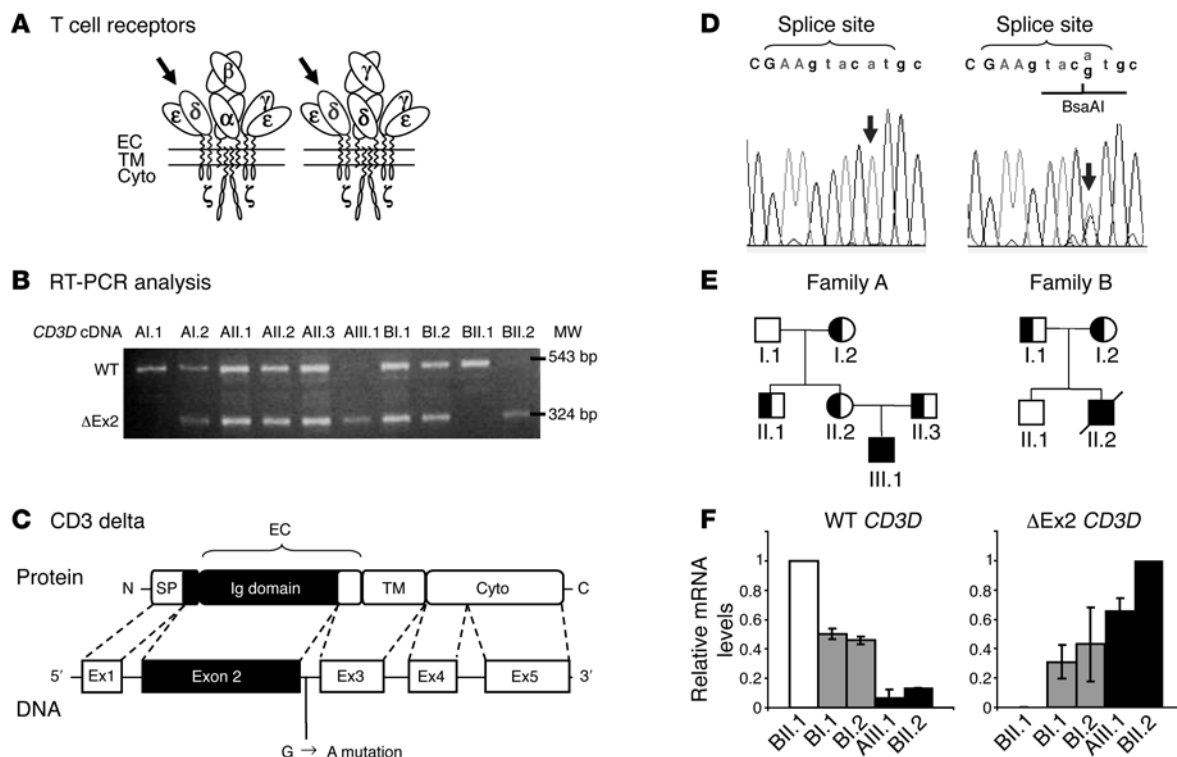 A T cell receptors
β γ
ε δ α γ ε ε δ δ γ ε
EC
TM
Cyto
ζ ζ ζ ζ
B RT-PCR analysis
CD3D cDNA AI.1 AI.2 AII.1 AII.2 AII.3 AIII.1 BI.1 BI.2 BII.1 BII.2 MW
WT 543 bp
ΔEx2 324 bp
C CD3 delta
EC
Protein N SP Ig domain TM Cyto C
5′ Ex1 Exon 2 Ex3 Ex4 Ex5 3′
DNA
G → A mutation
D Splice site Splice site
C G A A g t a c a t g c C G A A g t a c a g t g c
BsaAI
E Family A Family B
I.1 I.2 I.1 I.2
II.1 II.2 II.3 II.1 II.2
III.1
F WT CD3D ΔEx2 CD3D
Relative mRNA
levels
1 1
0.8 0.8
0.6 0.6
0.4 0.4
0.2 0.2
0 0
BII.1 BI.1 BI.2 AIII.1 BII.2 BII.1 BI.1 BI.2 AIII.1 BII.2